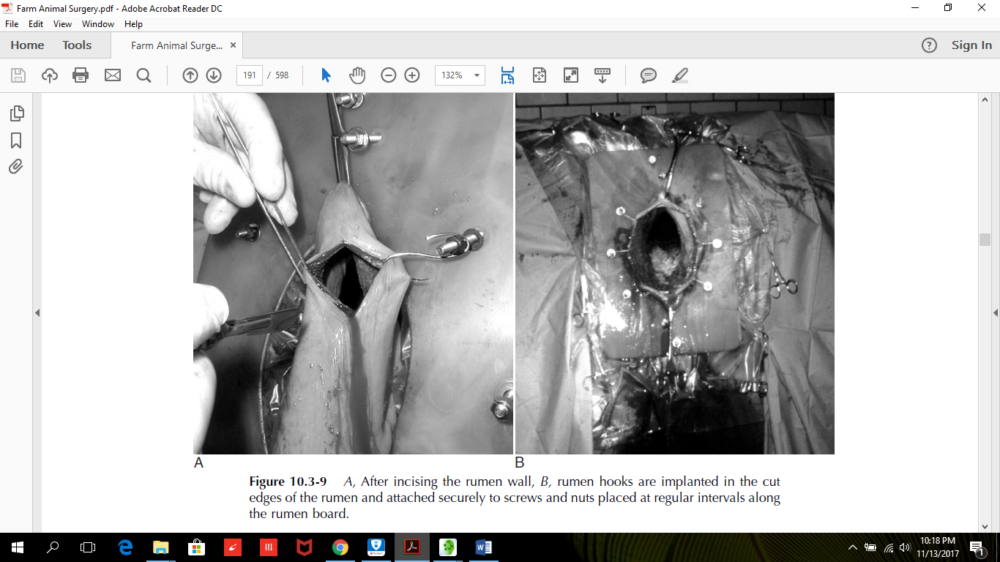 Farm Animal Surgery.pdf - Adobe Acrobat Reader DC
File Edit View Window Help
Home Tools Farm Animal Surge... × ? Sign In
191 / 598 132%
A B
Figure 10.3-9 A, After incising the rumen wall, B, rumen hooks are implanted in the cut
edges of the rumen and attached securely to screws and nuts placed at regular intervals along
the rumen board.
10:18 PM
11/13/2017
1